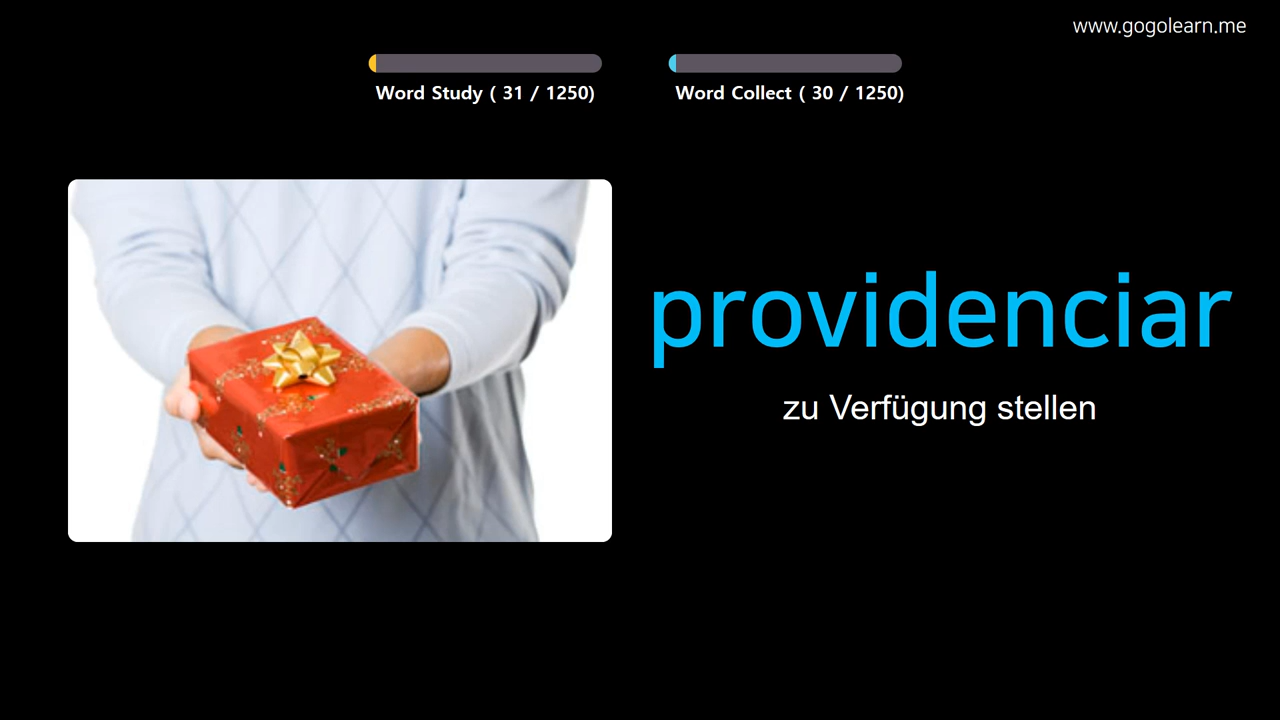 www.gogolearn.me
Word Study ( 31 / 1250)
Word Collect ( 30 / 1250)
providenciar
zu Verfügung stellen